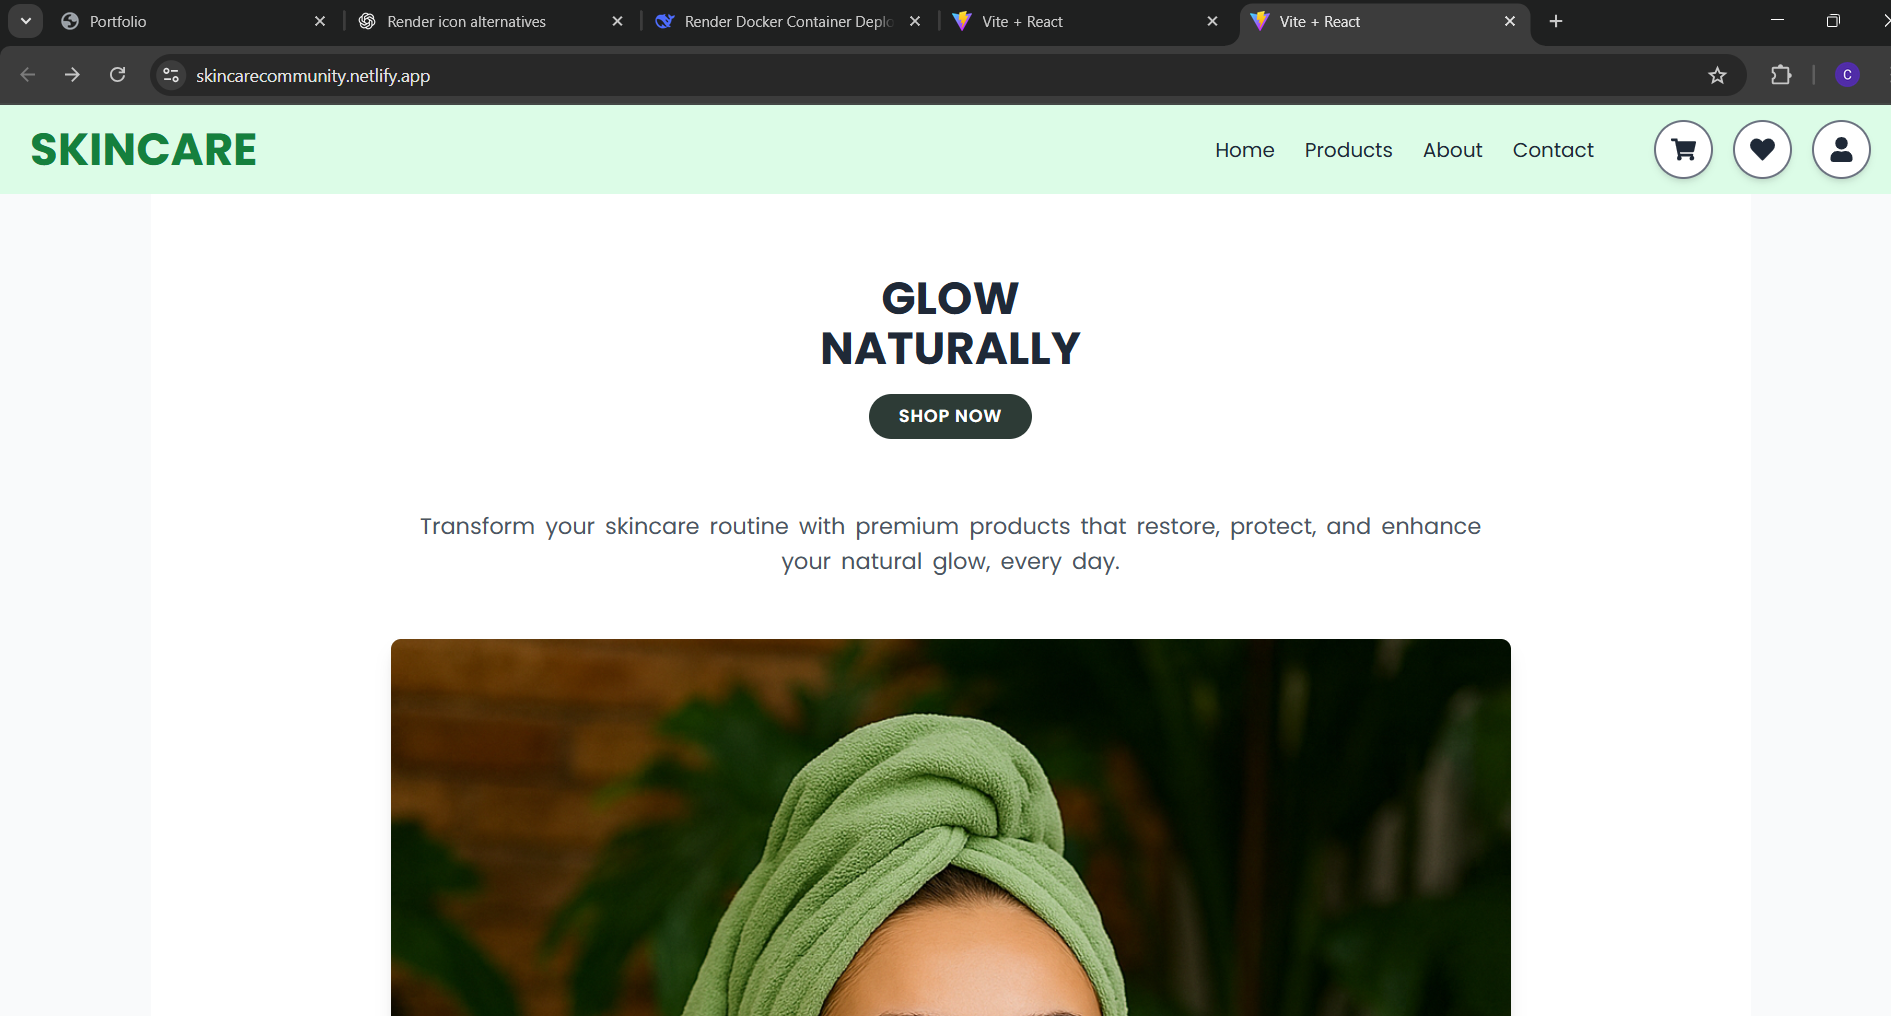 Portfolio
Render icon alternatives
Render Docker Container Deplo
Vite + React
Vite + React
skincarecommunity.netlify.app
C
SKINCARE
Home
Products
About
Contact
GLOW
NATURALLY
SHOP NOW
Transform your skincare routine with premium products that restore, protect, and enhance
your natural glow, every day.